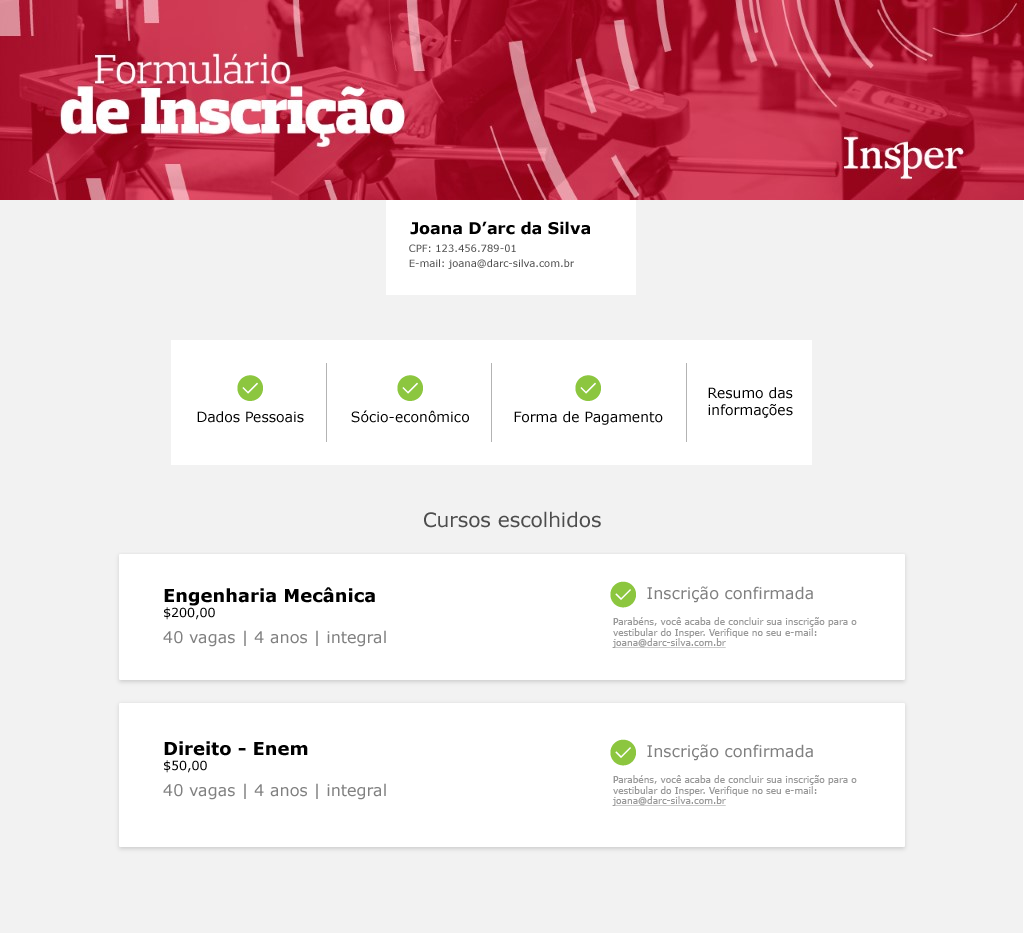 Formulário
de Inscrição
Insper
Joana D’arc da Silva
CPF: 123.456.789-01
E-mail: joana@darc-silva.com.br
Dados Pessoais
Sócio-econômico
Forma de Pagamento
Resumo das
informações
Cursos escolhidos
Engenharia Mecânica
$200,00
40 vagas | 4 anos | integral
Inscrição confirmada
Parabéns, você acaba de concluir sua inscrição para o
vestibular do Insper. Verifique no seu e-mail:
joana@darc-silva.com.br
Direito - Enem
$50,00
40 vagas | 4 anos | integral
Inscrição confirmada
Parabéns, você acaba de concluir sua inscrição para o
vestibular do Insper. Verifique no seu e-mail:
joana@darc-silva.com.br